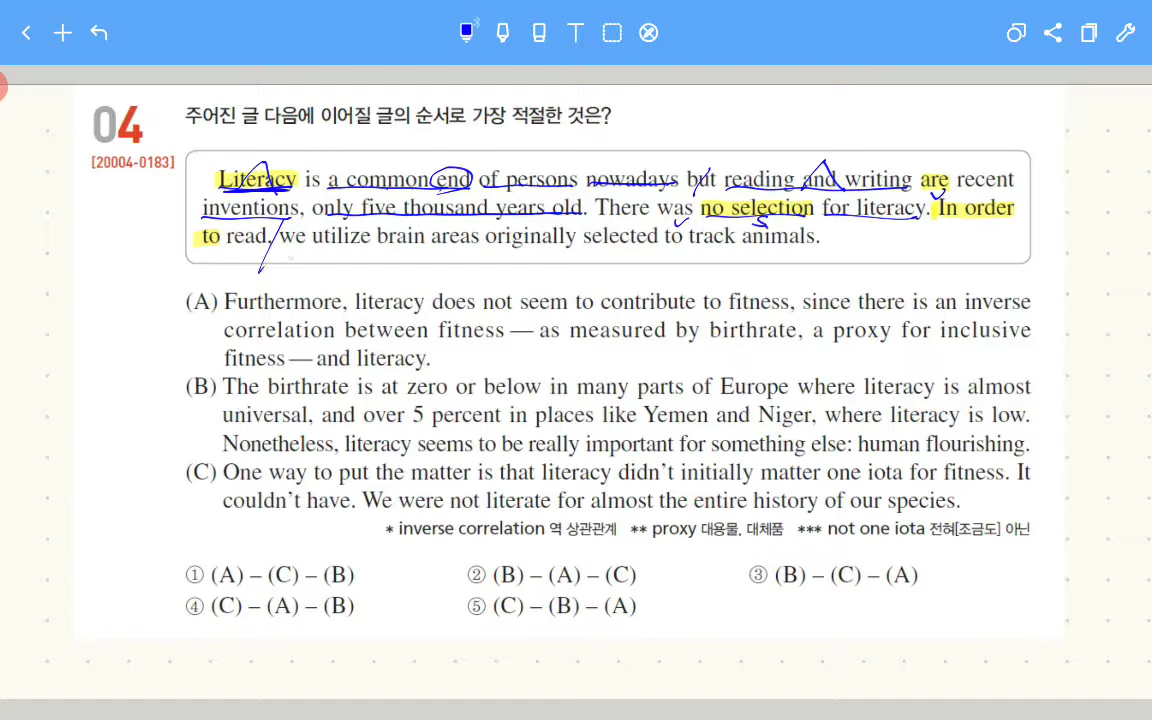 04
주어진 글 다음에 이어질 글의 순서로 가장 적절한 것은?
[20004-0183]
Literacy is a common end of persons nowadays but reading and writing are recent
inventions, only five thousand years old. There was no selection for literacy. In order
to read, we utilize brain areas originally selected to track animals.
(A) Furthermore, literacy does not seem to contribute to fitness, since there is an inverse
correlation between fitness — as measured by birthrate, a proxy for inclusive
fitness — and literacy.
(B) The birthrate is at zero or below in many parts of Europe where literacy is almost
universal, and over 5 percent in places like Yemen and Niger, where literacy is low.
Nonetheless, literacy seems to be really important for something else: human flourishing.
(C) One way to put the matter is that literacy didn't initially matter one iota for fitness. It
couldn't have. We were not literate for almost the entire history of our species.
* inverse correlation 역 상관관계 ** proxy 대용물, 대체품 *** not one iota 전혀[조금도] 아닌
① (A) – (C) – (B) ② (B) – (A) – (C) ③ (B) – (C) – (A)
④ (C) – (A) – (B) ⑤ (C) – (B) – (A)